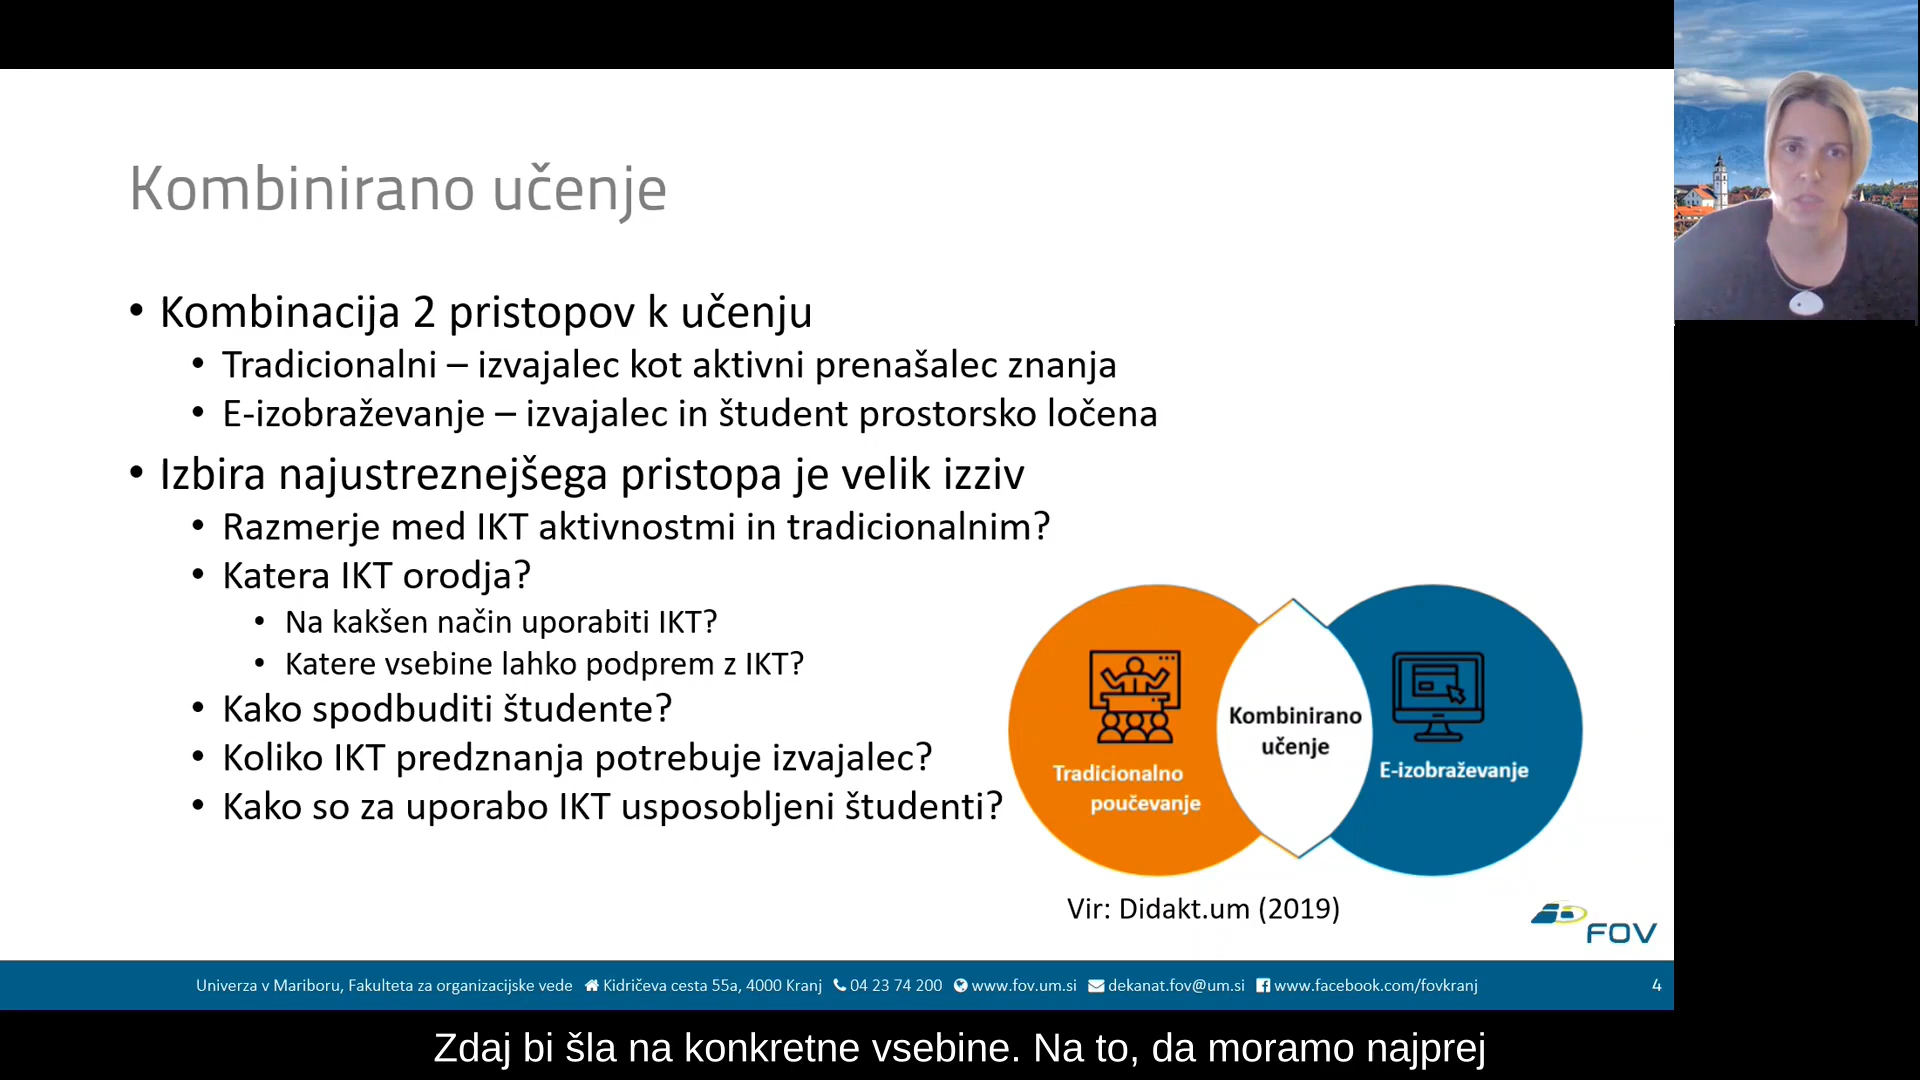 Kombinirano učenje
• Kombinacija 2 pristopov k učenju
• Tradicionalni – izvajalec kot aktivni prenašalec znanja
• E-izobraževanje – izvajalec in študent prostorsko ločena
• Izbira najustreznejšega pristopa je velik izziv
• Razmerje med IKT aktivnostmi in tradicionalnim?
• Katera IKT orodja?
• Na kakšen način uporabiti IKT?
• Katere vsebine lahko podprem z IKT?
• Kako spodbuditi študente?
• Koliko IKT predznanja potrebuje izvajalec?
• Kako so za uporabo IKT usposobljeni študenti?
Tradicionalno
poučevanje
Kombinirano
učenje
E-izobraževanje
Vir: Didakt.um (2019)
FOV
Univerza v Mariboru, Fakulteta za organizacijske vede Kidričeva cesta 55a, 4000 Kranj 04 23 74 200 www.fov.um.si dekanat.fov@um.si www.facebook.com/fovkranj 4
Zdaj bi šla na konkretne vsebine. Na to, da moramo najprej